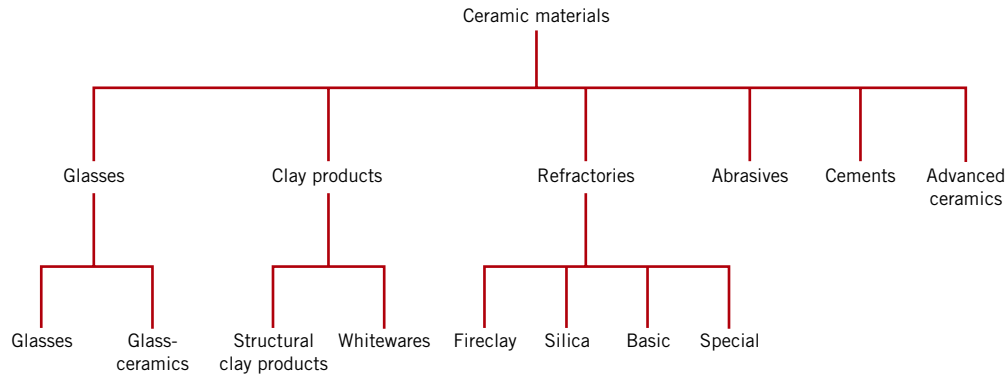 Ceramic materials
Glasses
Clay products
Refractories
Abrasives
Cements
Advanced
ceramics
Glasses
Glass-
ceramics
Structural
clay products
Whitewares
Fireclay
Silica
Basic
Special